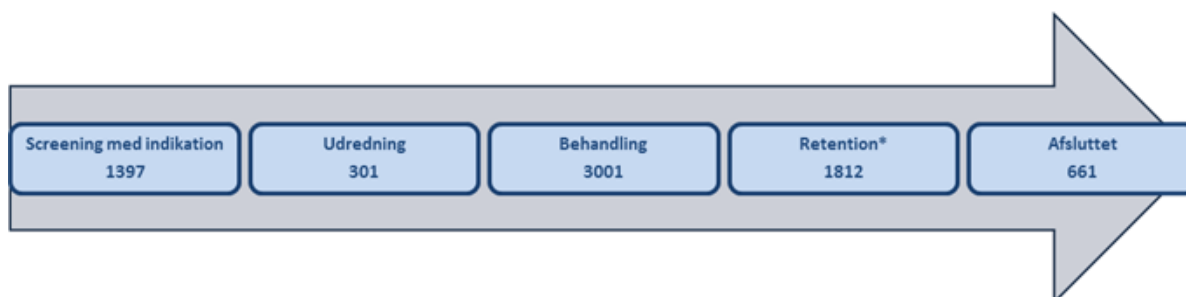 Screening med indikation
1397
Udredning
301
Behandling
3001
Retention*
1812
Afsluttet
661